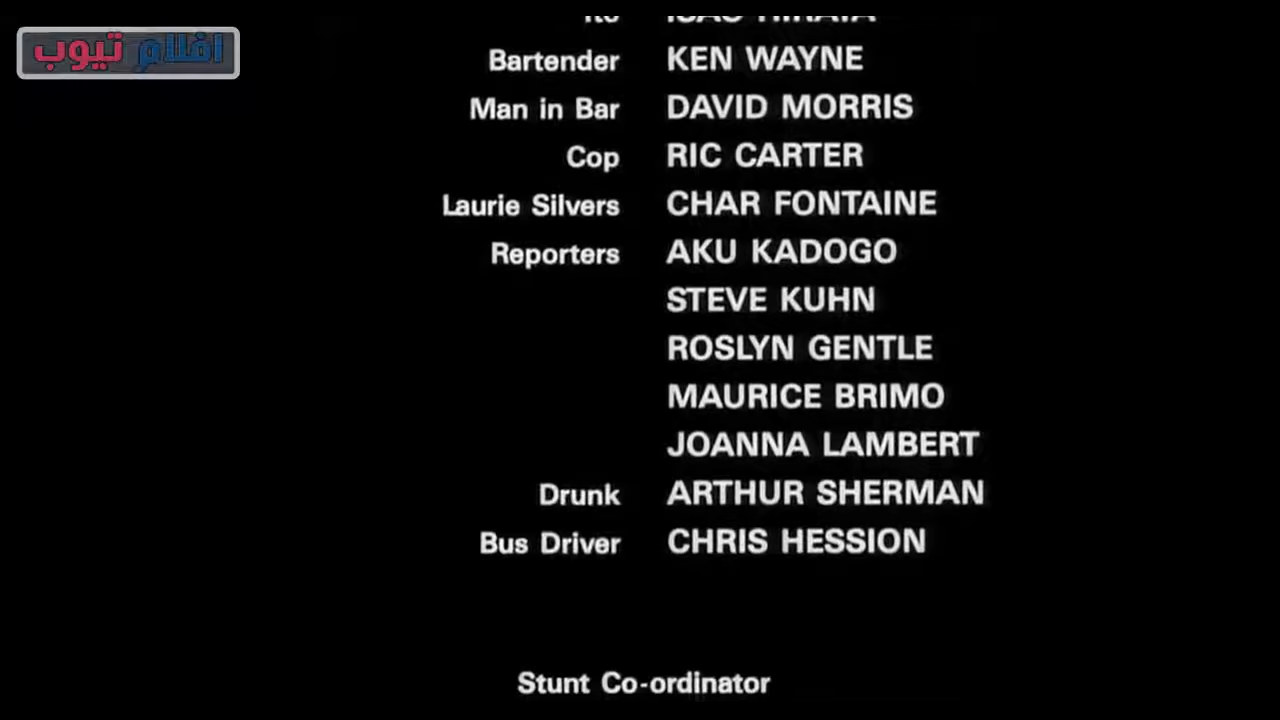 افلام تيوب
Bartender KEN WAYNE
Man in Bar DAVID MORRIS
Cop RIC CARTER
Laurie Silvers CHAR FONTAINE
Reporters AKU KADOGO
STEVE KUHN
ROSLYN GENTLE
MAURICE BRIMO
JOANNA LAMBERT
Drunk ARTHUR SHERMAN
Bus Driver CHRIS HESSION
Stunt Co-ordinator